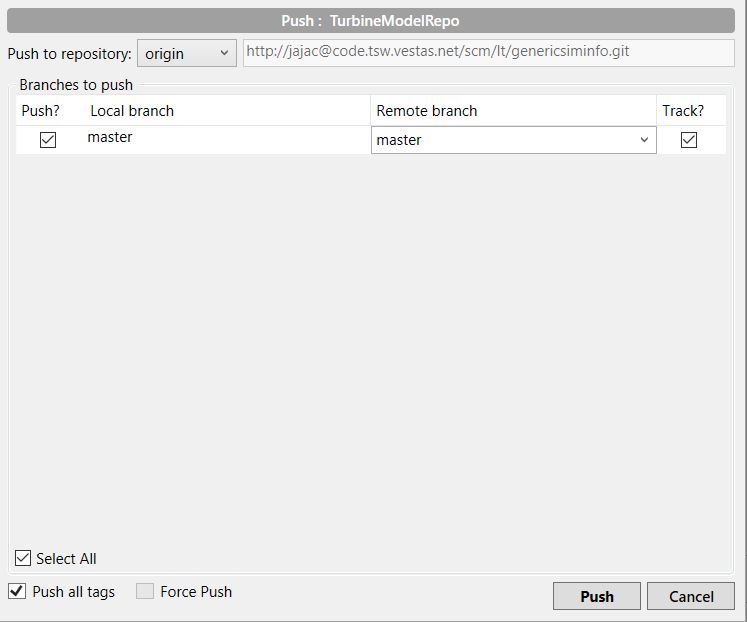 Push : TurbineModelRepo
Push to repository: origin http://jajac@code.tsw.vestas.net/scm/lt/genericsiminfo.git
Branches to push
Push? Local branch Remote branch Track?
master master
Select All
Push all tags Force Push Push Cancel